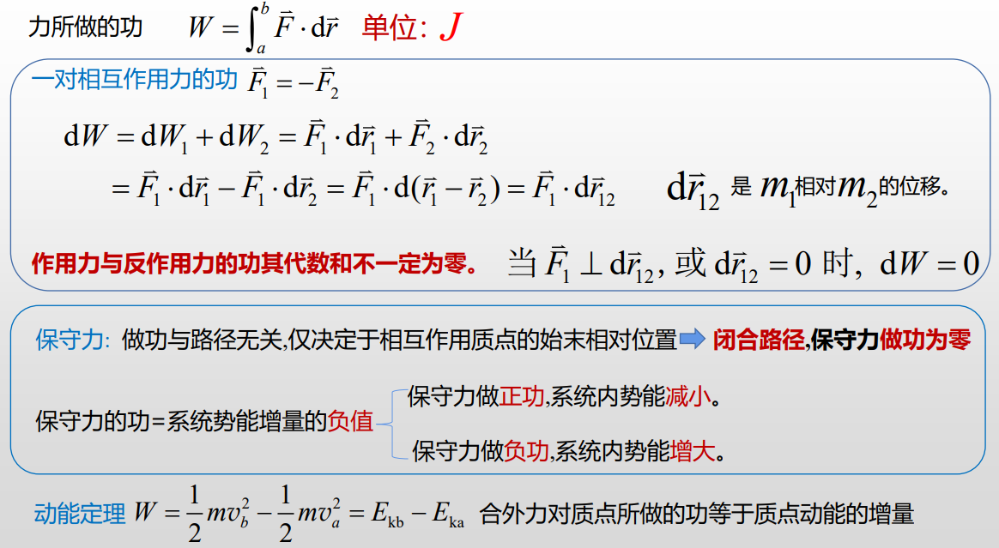 力所做的功 $W = \int_a^b \vec{F} \cdot \mathrm{d}\vec{r}$ 单位：J
一对相互作用力的功 $\vec{F}_1 = -\vec{F}_2$
$\mathrm{d}W = \mathrm{d}W_1 + \mathrm{d}W_2 = \vec{F}_1 \cdot \mathrm{d}\vec{r}_1 + \vec{F}_2 \cdot \mathrm{d}\vec{r}_2$
$= \vec{F}_1 \cdot \mathrm{d}\vec{r}_1 - \vec{F}_1 \cdot \mathrm{d}\vec{r}_2 = \vec{F}_1 \cdot \mathrm{d}(\vec{r}_1 - \vec{r}_2) = \vec{F}_1 \cdot \mathrm{d}\vec{r}_{12}$ $\mathrm{d}\vec{r}_{12}$ 是 $m_1$相对$m_2$的位移。
作用力与反作用力的功其代数和不一定为零。 当 $\vec{F}_1 \perp \mathrm{d}\vec{r}_{12}$, 或 $\mathrm{d}\vec{r}_{12} = 0$ 时, $\mathrm{d}W = 0$
保守力: 做功与路径无关,仅决定于相互作用质点的始末相对位置 闭合路径,保守力做功为零
保守力做正功,系统内势能减小。
保守力的功=系统势能增量的负值
保守力做负功,系统内势能增大。
动能定理 $W = \frac{1}{2}mv_b^2 - \frac{1}{2}mv_a^2 = E_{\mathrm{kb}} - E_{\mathrm{ka}}$ 合外力对质点所做的功等于质点动能的增量